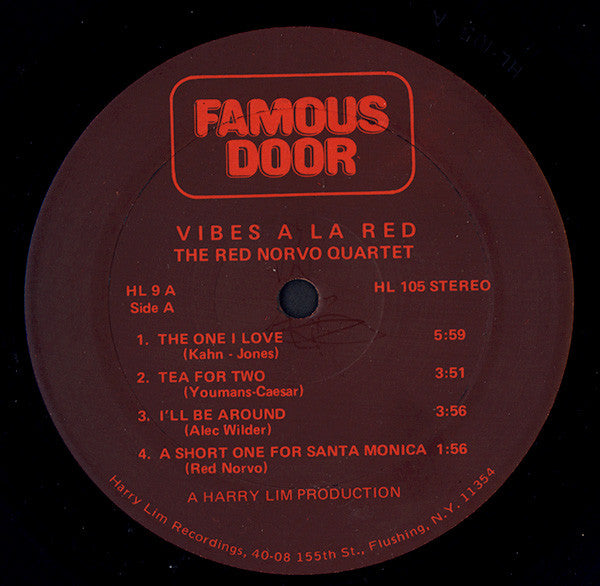 FAMOUS
DOOR
VIBES A LA RED
THE RED NORVO QUARTET
HL 9 A
Side A
HL 105 STEREO
1. THE ONE I LOVE 5:59
(Kahn - Jones)
2. TEA FOR TWO 3:51
(Youmans-Caesar)
3. I'LL BE AROUND 3:56
(Alec Wilder)
4. A SHORT ONE FOR SANTA MONICA 1:56
(Red Norvo)
A HARRY LIM PRODUCTION
Harry Lim Recordings, 40-08 155th St., Flushing, N.Y. 11354